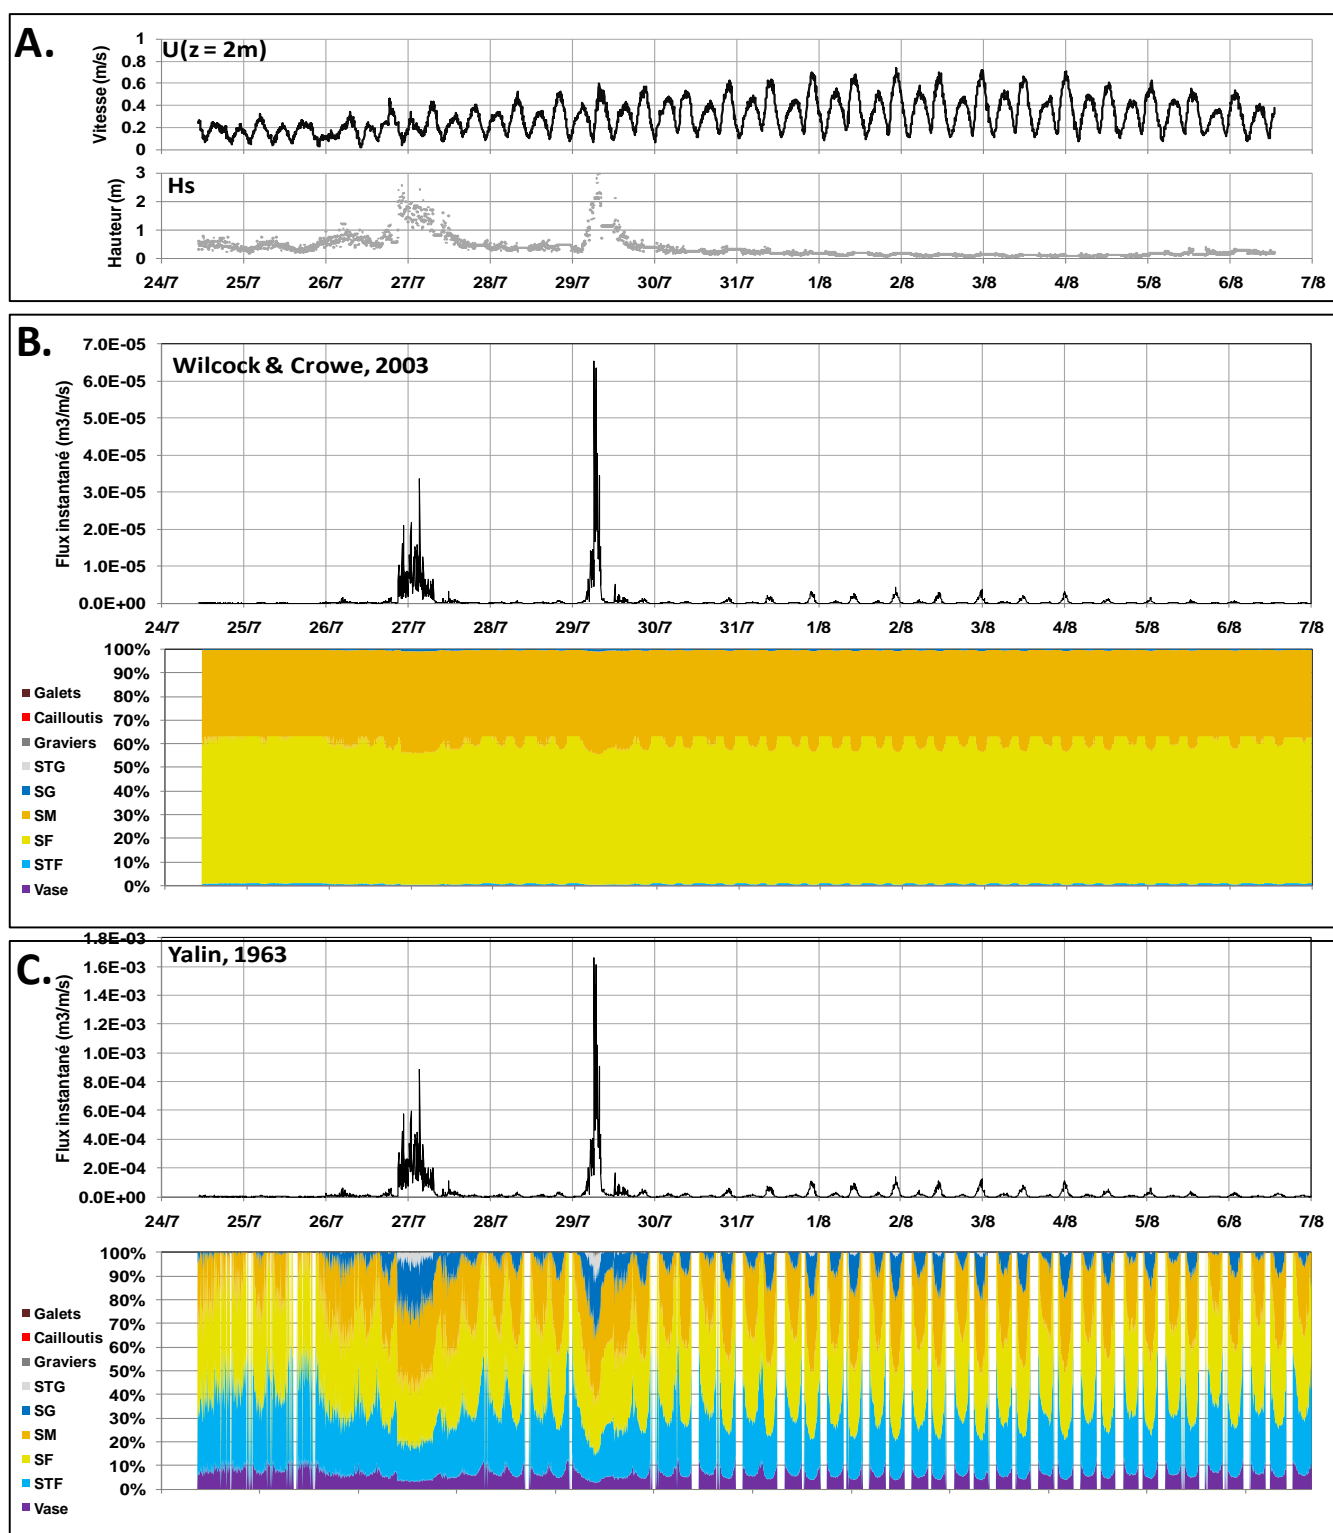 A.
U(z = 2m)
Vitesse (m/s)
1
0.8
0.6
0.4
0.2
0
Hs
Hauteur (m)
3
2
1
0
24/7 25/7 26/7 27/7 28/7 29/7 30/7 31/7 1/8 2/8 3/8 4/8 5/8 6/8 7/8
B.
Wilcock & Crowe, 2003
Flux instantané (m3/m/s)
7.0E-05
6.0E-05
5.0E-05
4.0E-05
3.0E-05
2.0E-05
1.0E-05
0.0E+00
24/7 25/7 26/7 27/7 28/7 29/7 30/7 31/7 1/8 2/8 3/8 4/8 5/8 6/8 7/8
100%
90%
80%
70%
60%
50%
40%
30%
20%
10%
0%
Galets
Cailloutis
Graviers
STG
SG
SM
SF
STF
Vase
C.
Yalin, 1963
Flux instantané (m3/m/s)
1.8E-03
1.6E-03
1.4E-03
1.2E-03
1.0E-03
8.0E-04
6.0E-04
4.0E-04
2.0E-04
0.0E+00
24/7 25/7 26/7 27/7 28/7 29/7 30/7 31/7 1/8 2/8 3/8 4/8 5/8 6/8 7/8
100%
90%
80%
70%
60%
50%
40%
30%
20%
10%
0%
Galets
Cailloutis
Graviers
STG
SG
SM
SF
STF
Vase